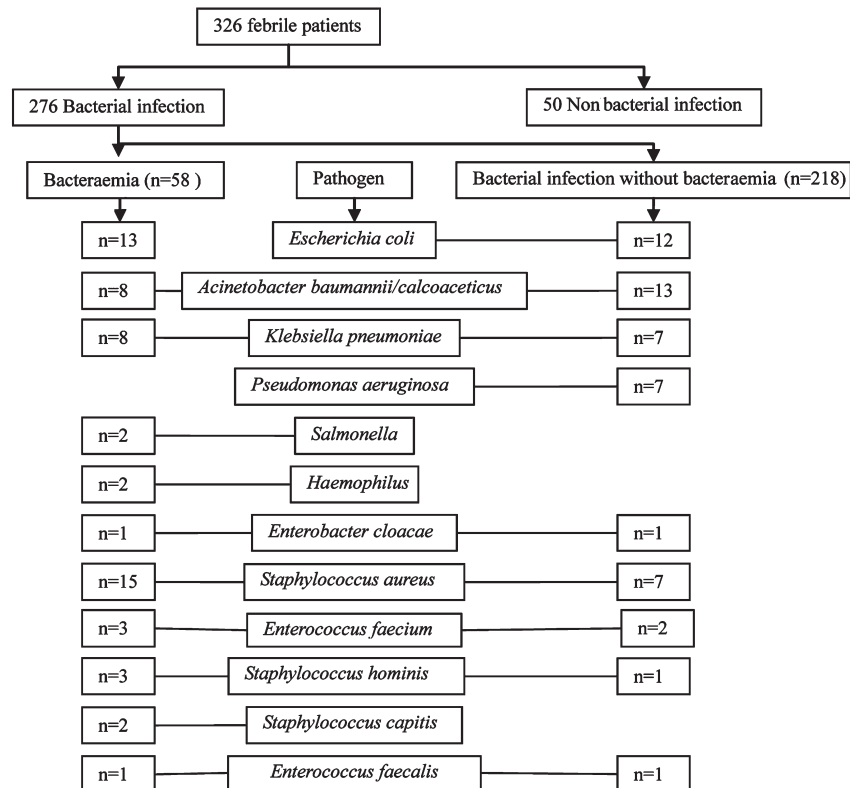 326 febrile patients
276 Bacterial infection
50 Non bacterial infection
Bacteraemia (n=58 )
Pathogen
Bacterial infection without bacteraemia (n=218)
n=13
Escherichia coli
n=12
n=8
Acinetobacter baumannii/calcoaceticus
n=13
n=8
Klebsiella pneumoniae
n=7
Pseudomonas aeruginosa
n=7
n=2
Salmonella
n=2
Haemophilus
n=1
Enterobacter cloacae
n=1
n=15
Staphylococcus aureus
n=7
n=3
Enterococcus faecium
n=2
n=3
Staphylococcus hominis
n=1
n=2
Staphylococcus capitis
n=1
Enterococcus faecalis
n=1